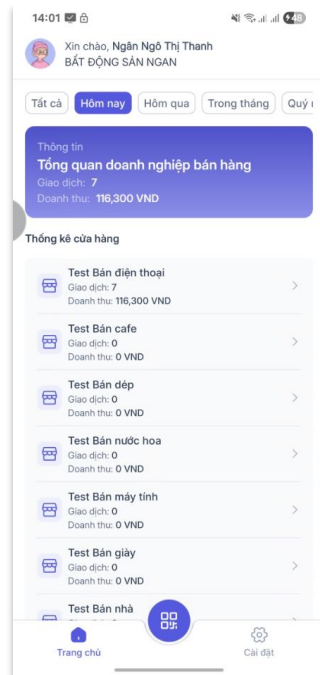 14:01
48
Xin chào, Ngân Ngô Thị Thanh
BẤT ĐỘNG SẢN NGAN
Tất cả
Hôm nay
Hôm qua
Trong tháng
Quý
Thông tin
Tổng quan doanh nghiệp bán hàng
Giao dịch: 7
Doanh thu: 116,300 VND
Thống kê cửa hàng
Test Bán điện thoại
Giao dịch: 7
Doanh thu: 116,300 VND
Test Bán cafe
Giao dịch: 0
Doanh thu: 0 VND
Test Bán dép
Giao dịch: 0
Doanh thu: 0 VND
Test Bán nước hoa
Giao dịch: 0
Doanh thu: 0 VND
Test Bán máy tính
Giao dịch: 0
Doanh thu: 0 VND
Test Bán giày
Giao dịch: 0
Doanh thu: 0 VND
Test Bán nhà
Trang chủ
Cài đặt